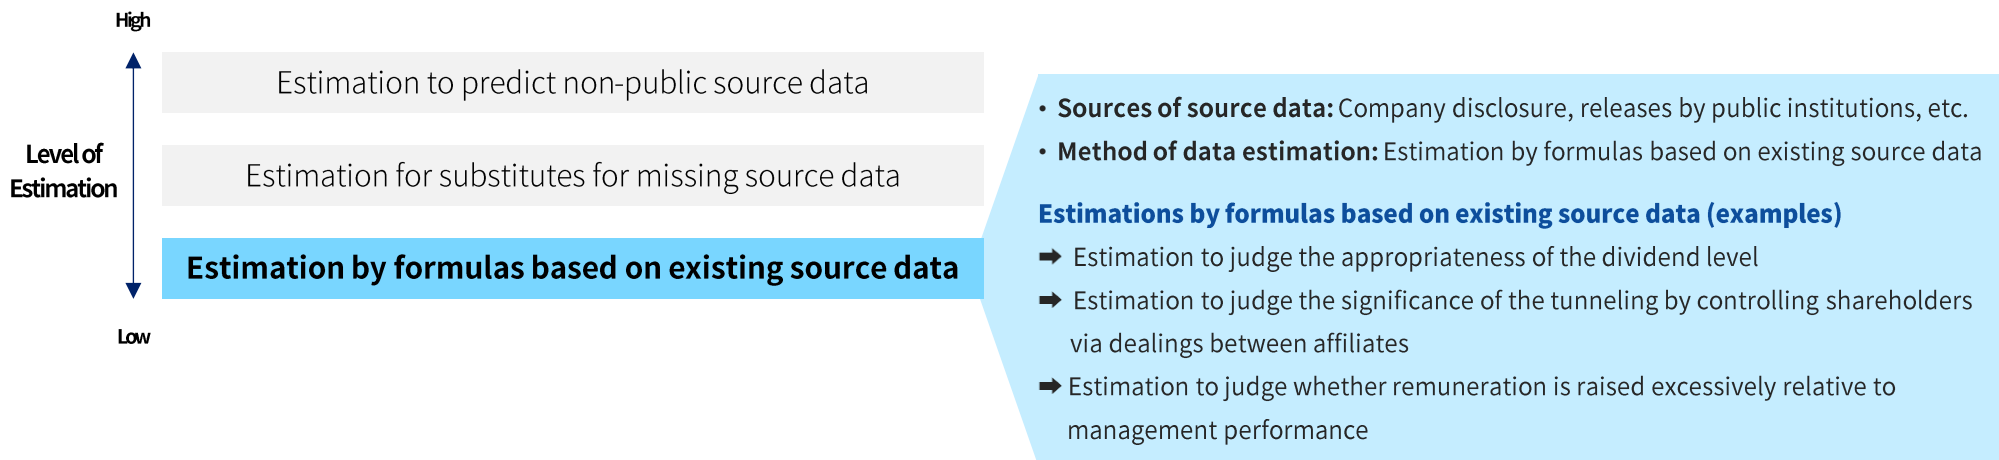 High
Level of
Estimation
Low
Estimation to predict non-public source data
Estimation for substitutes for missing source data
Estimation by formulas based on existing source data
• Sources of source data: Company disclosure, releases by public institutions, etc.
• Method of data estimation: Estimation by formulas based on existing source data
Estimations by formulas based on existing source data (examples)
➡ Estimation to judge the appropriateness of the dividend level
➡ Estimation to judge the significance of the tunneling by controlling shareholders
via dealings between affiliates
➡ Estimation to judge whether remuneration is raised excessively relative to
management performance